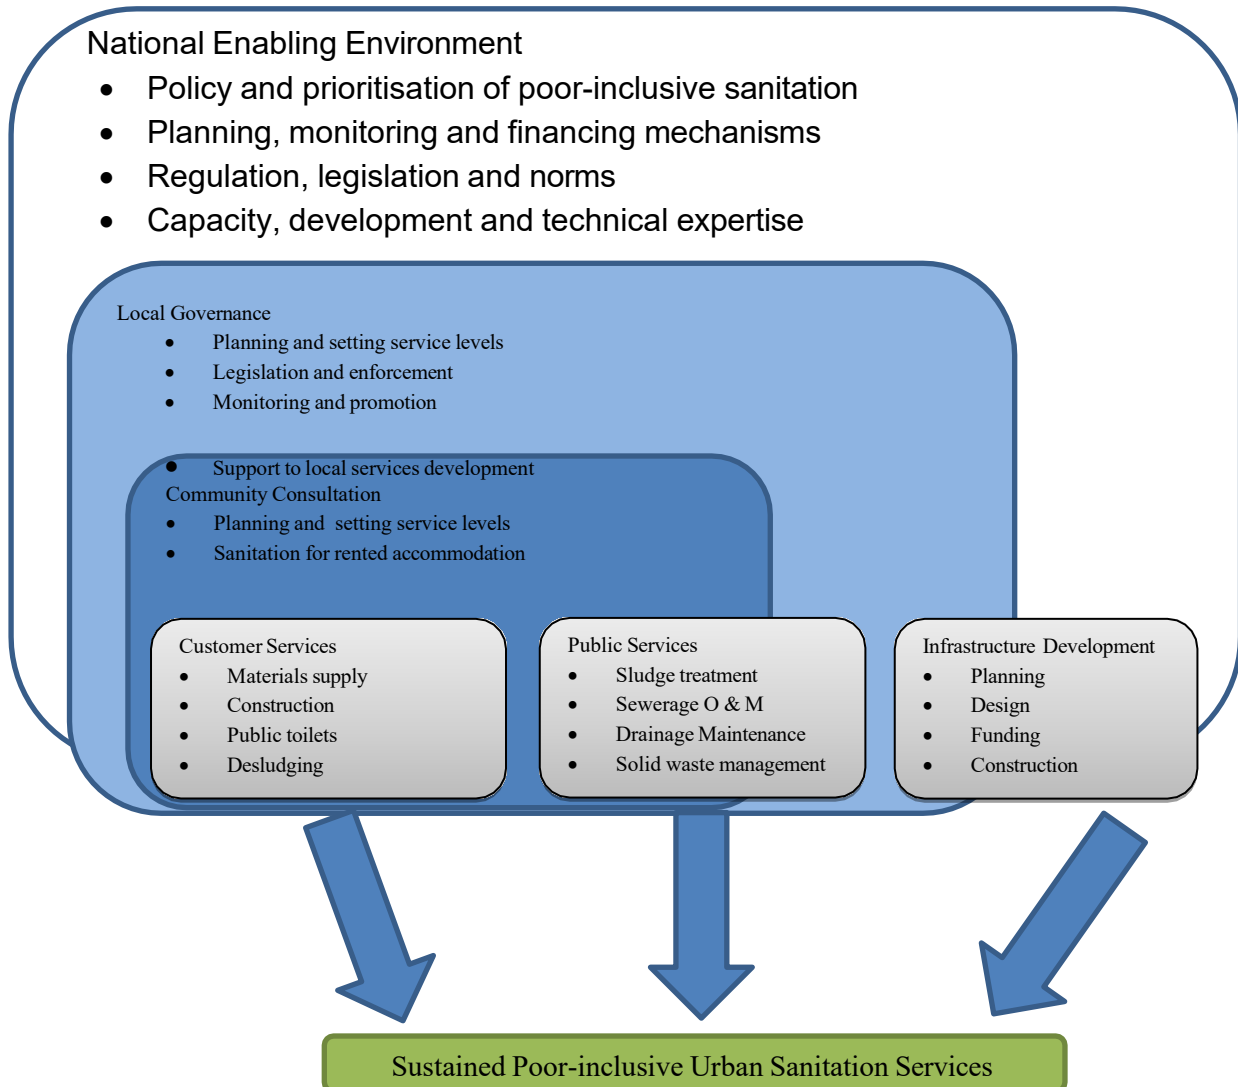 National Enabling Environment
• Policy and prioritisation of poor-inclusive sanitation
• Planning, monitoring and financing mechanisms
• Regulation, legislation and norms
• Capacity, development and technical expertise
Local Governance
• Planning and setting service levels
• Legislation and enforcement
• Monitoring and promotion
• Support to local services development
Community Consultation
• Planning and setting service levels
• Sanitation for rented accommodation
Customer Services
• Materials supply
• Construction
• Public toilets
• Desludging
Public Services
• Sludge treatment
• Sewerage O & M
• Drainage Maintenance
• Solid waste management
Infrastructure Development
• Planning
• Design
• Funding
• Construction
Sustained Poor-inclusive Urban Sanitation Services